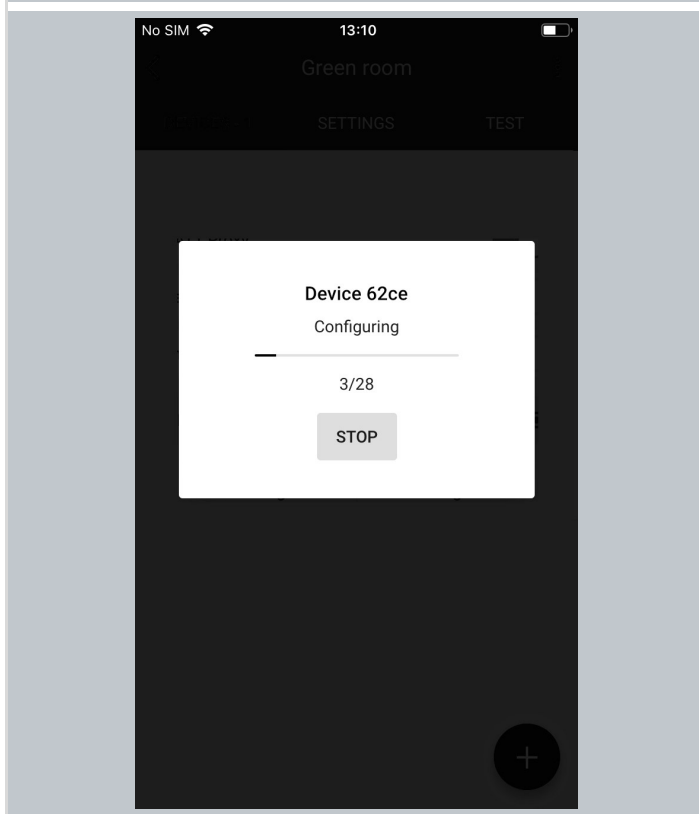 No SIM 13:10
Green room
SETTINGS TEST
Device 62ce
Configuring
3/28
STOP